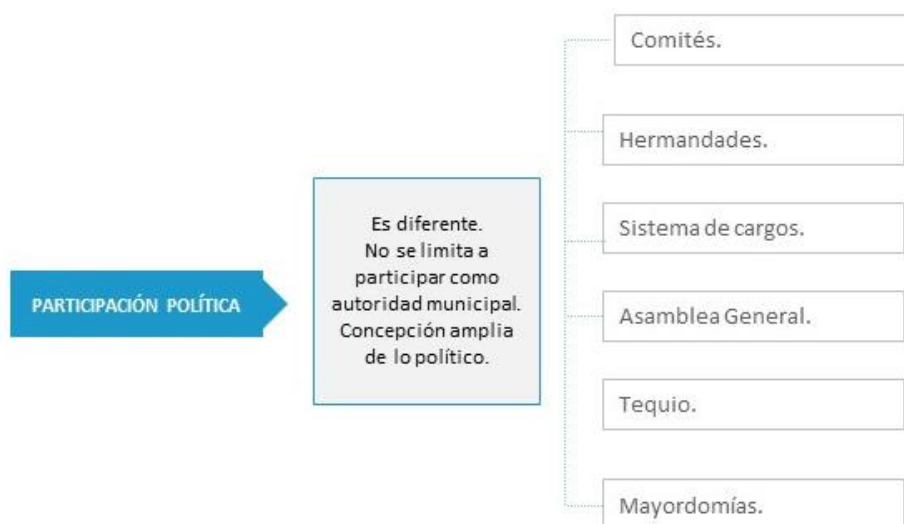 PARTICIPACIÓN POLÍTICA
Es diferente.
No se limita a
participar como
autoridad municipal.
Concepción amplia
de lo político.
Comités.
Hermandades.
Sistema de cargos.
Asamblea General.
Tequio.
Mayordomías.